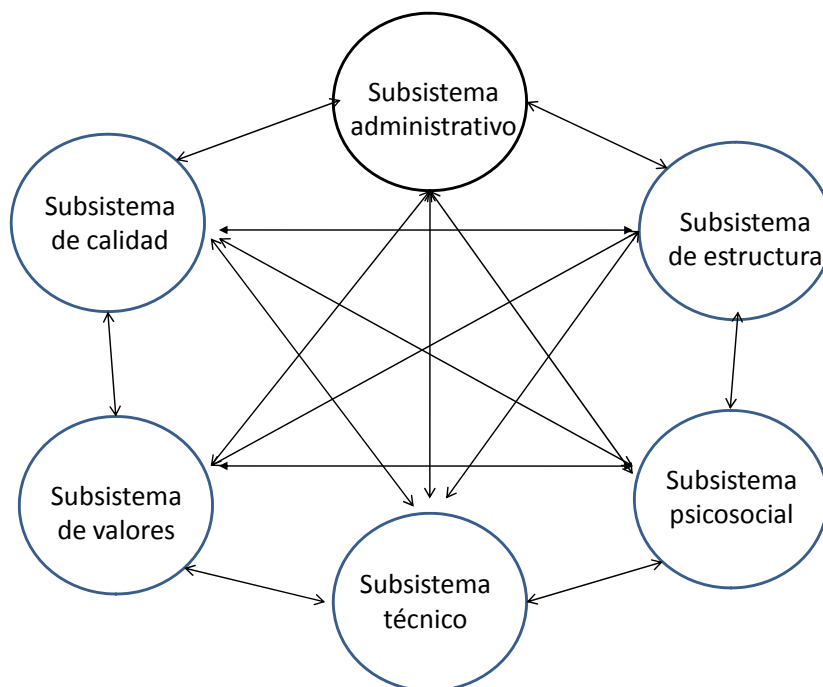 Subsistema
administrativo
Subsistema
de calidad
Subsistema
de estructura
Subsistema
de valores
Subsistema
psicosocial
Subsistema
técnico